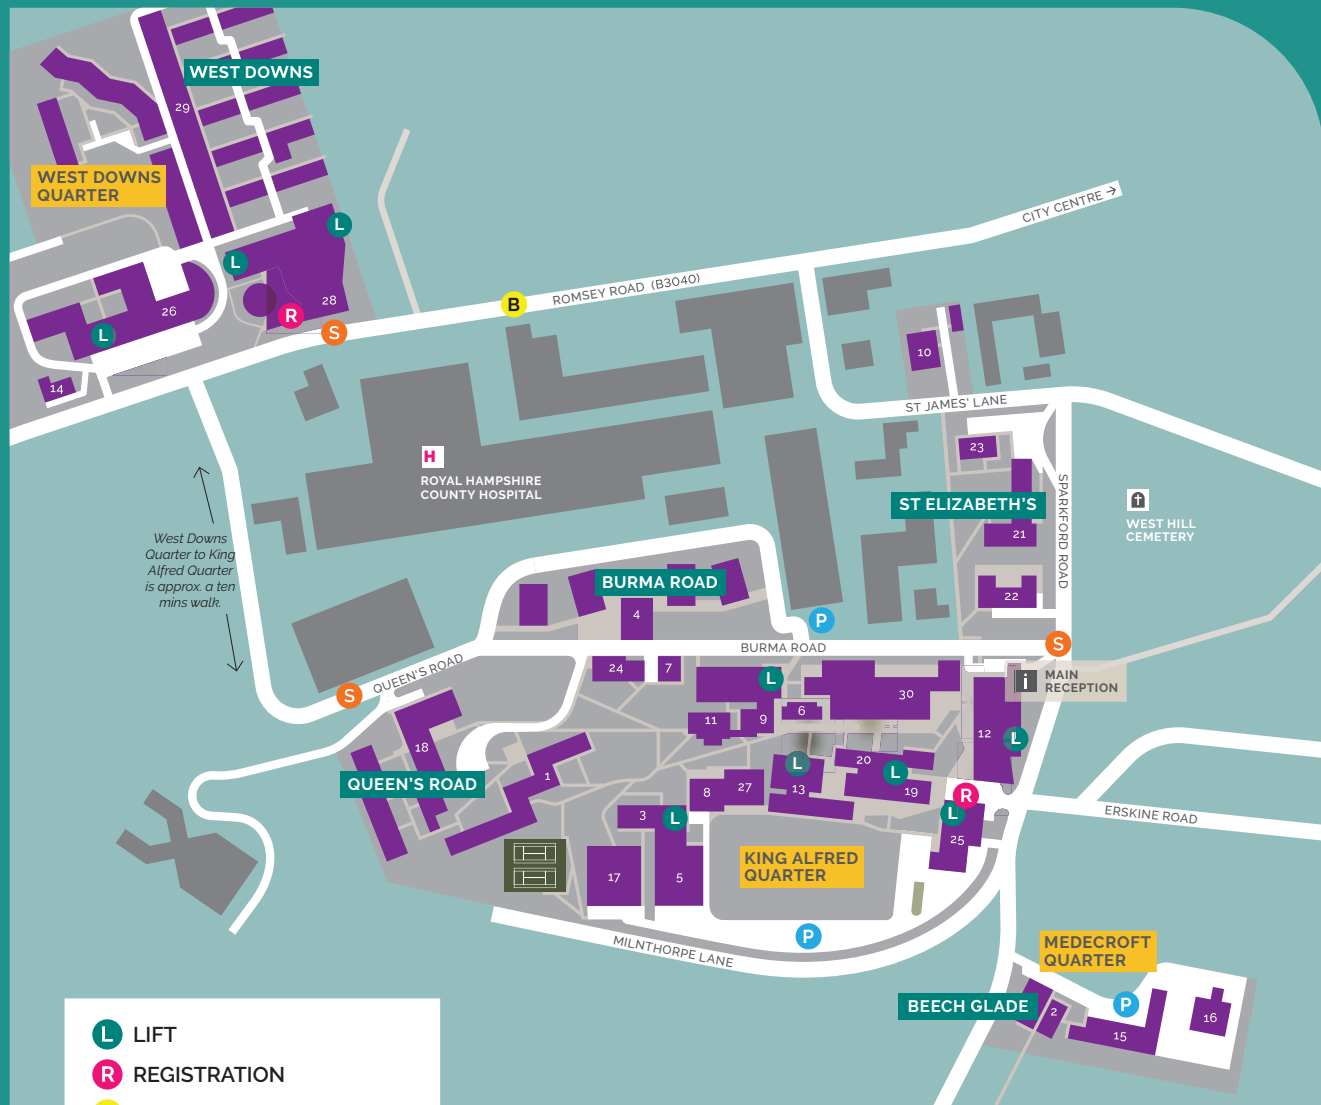 WEST DOWNS
29
WEST DOWNS
QUARTER
L
L
CITY CENTRE →
28
26
R
B
ROMSEY ROAD (B3040)
L
S
14
10
ST JAMES' LANE
H
ROYAL HAMPSHIRE
COUNTY HOSPITAL
23
SPARKFORD ROAD
ST ELIZABETH'S
WEST HILL
CEMETERY
21
West Downs
Quarter to King
Alfred Quarter
is approx. a ten
mins walk.
BURMA ROAD
22
4
P
BURMA ROAD
S
QUEEN'S ROAD
24
7
L
i
MAIN
RECEPTION
S
30
6
11
9
12
L
18
1
20
L
L
QUEEN'S ROAD
8
27
13
19
R
3
L
L
25
ERSKINE ROAD
KING ALFRED
QUARTER
17
5
P
MILNTHORPE LANE
MEDECROFT
QUARTER
BEECH GLADE
2
P
15
16
L LIFT
R REGISTRATION